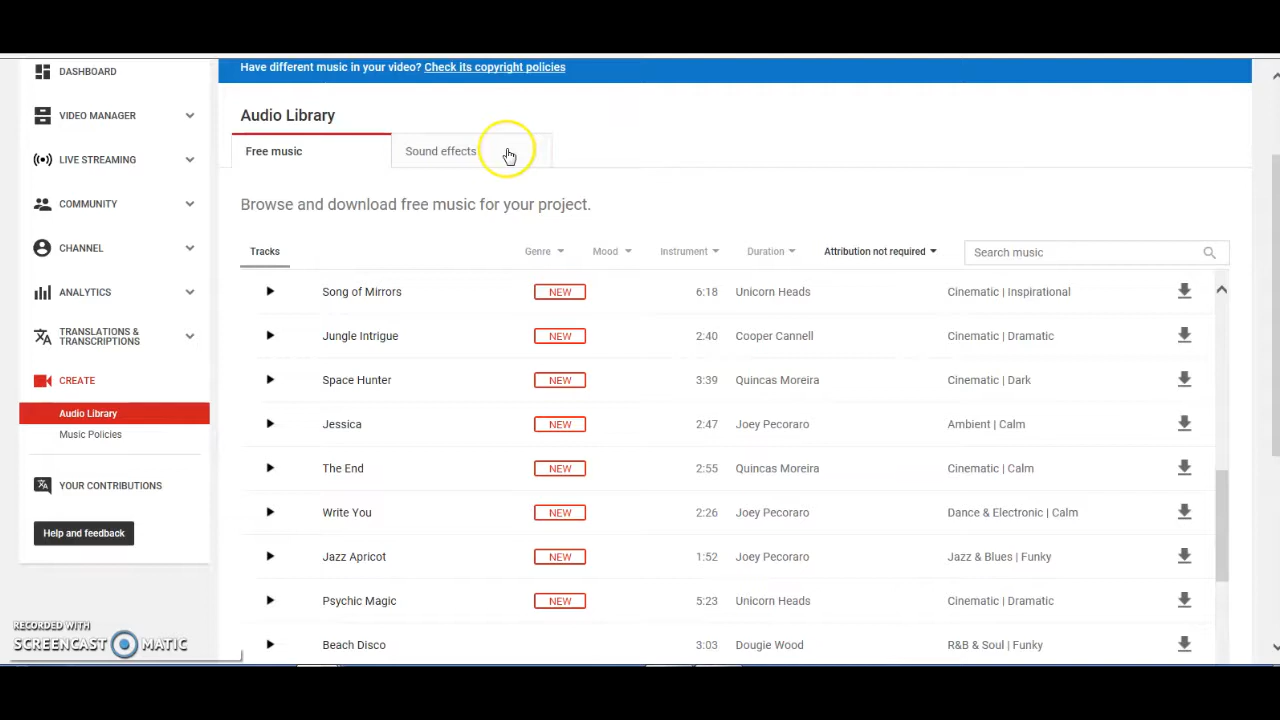 Have different music in your video? Check its copyright policies
DASHBOARD
VIDEO MANAGER
LIVE STREAMING
COMMUNITY
CHANNEL
ANALYTICS
TRANSLATIONS &
TRANSCRIPTIONS
CREATE
Audio Library
Music Policies
YOUR CONTRIBUTIONS
Help and feedback
RECORDED WITH
SCREENCAST MATIC
Audio Library
Free music Sound effects
Browse and download free music for your project.
Tracks Genre Mood Instrument Duration Attribution not required Search music
Song of Mirrors NEW 6:18 Unicorn Heads Cinematic | Inspirational
Jungle Intrigue NEW 2:40 Cooper Cannell Cinematic | Dramatic
Space Hunter NEW 3:39 Quincas Moreira Cinematic | Dark
Jessica NEW 2:47 Joey Pecoraro Ambient | Calm
The End NEW 2:55 Quincas Moreira Cinematic | Calm
Write You NEW 2:26 Joey Pecoraro Dance & Electronic | Calm
Jazz Apricot NEW 1:52 Joey Pecoraro Jazz & Blues | Funky
Psychic Magic NEW 5:23 Unicorn Heads Cinematic | Dramatic
Beach Disco 3:03 Dougie Wood R&B & Soul | Funky